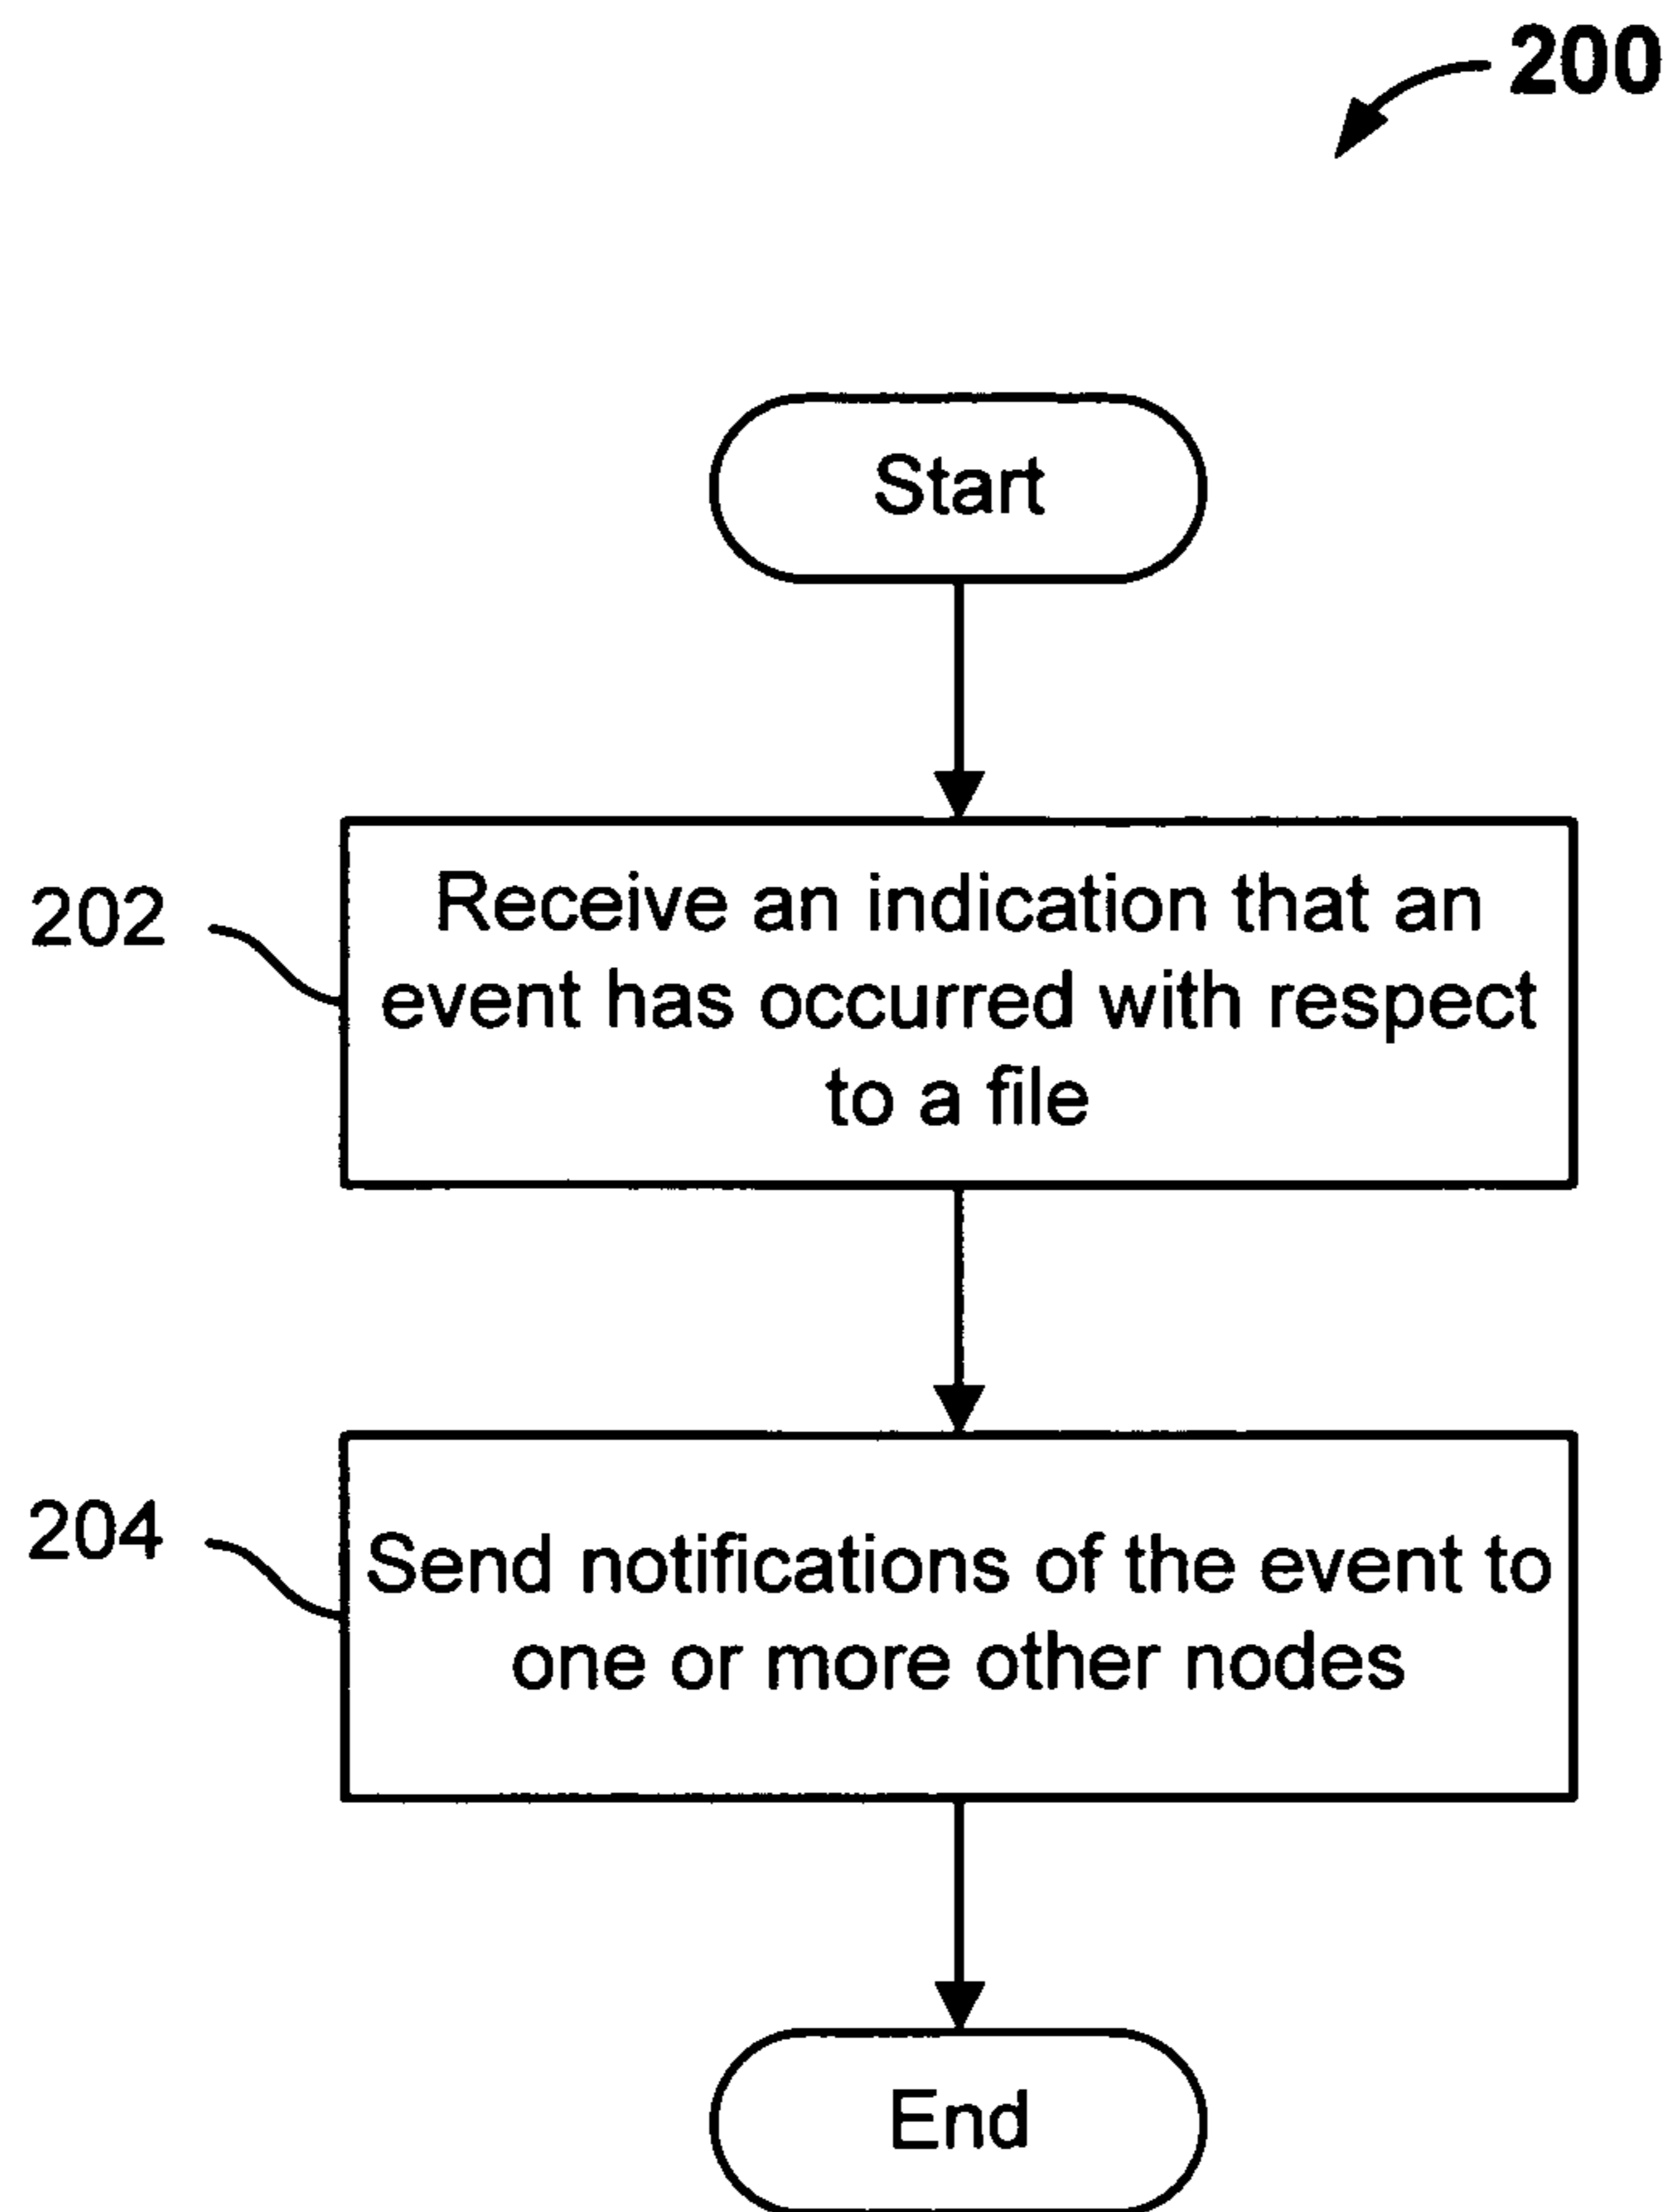 200
Start
202
Receive an indication that an
event has occurred with respect
to a file
204
Send notifications of the event to
one or more other nodes
End